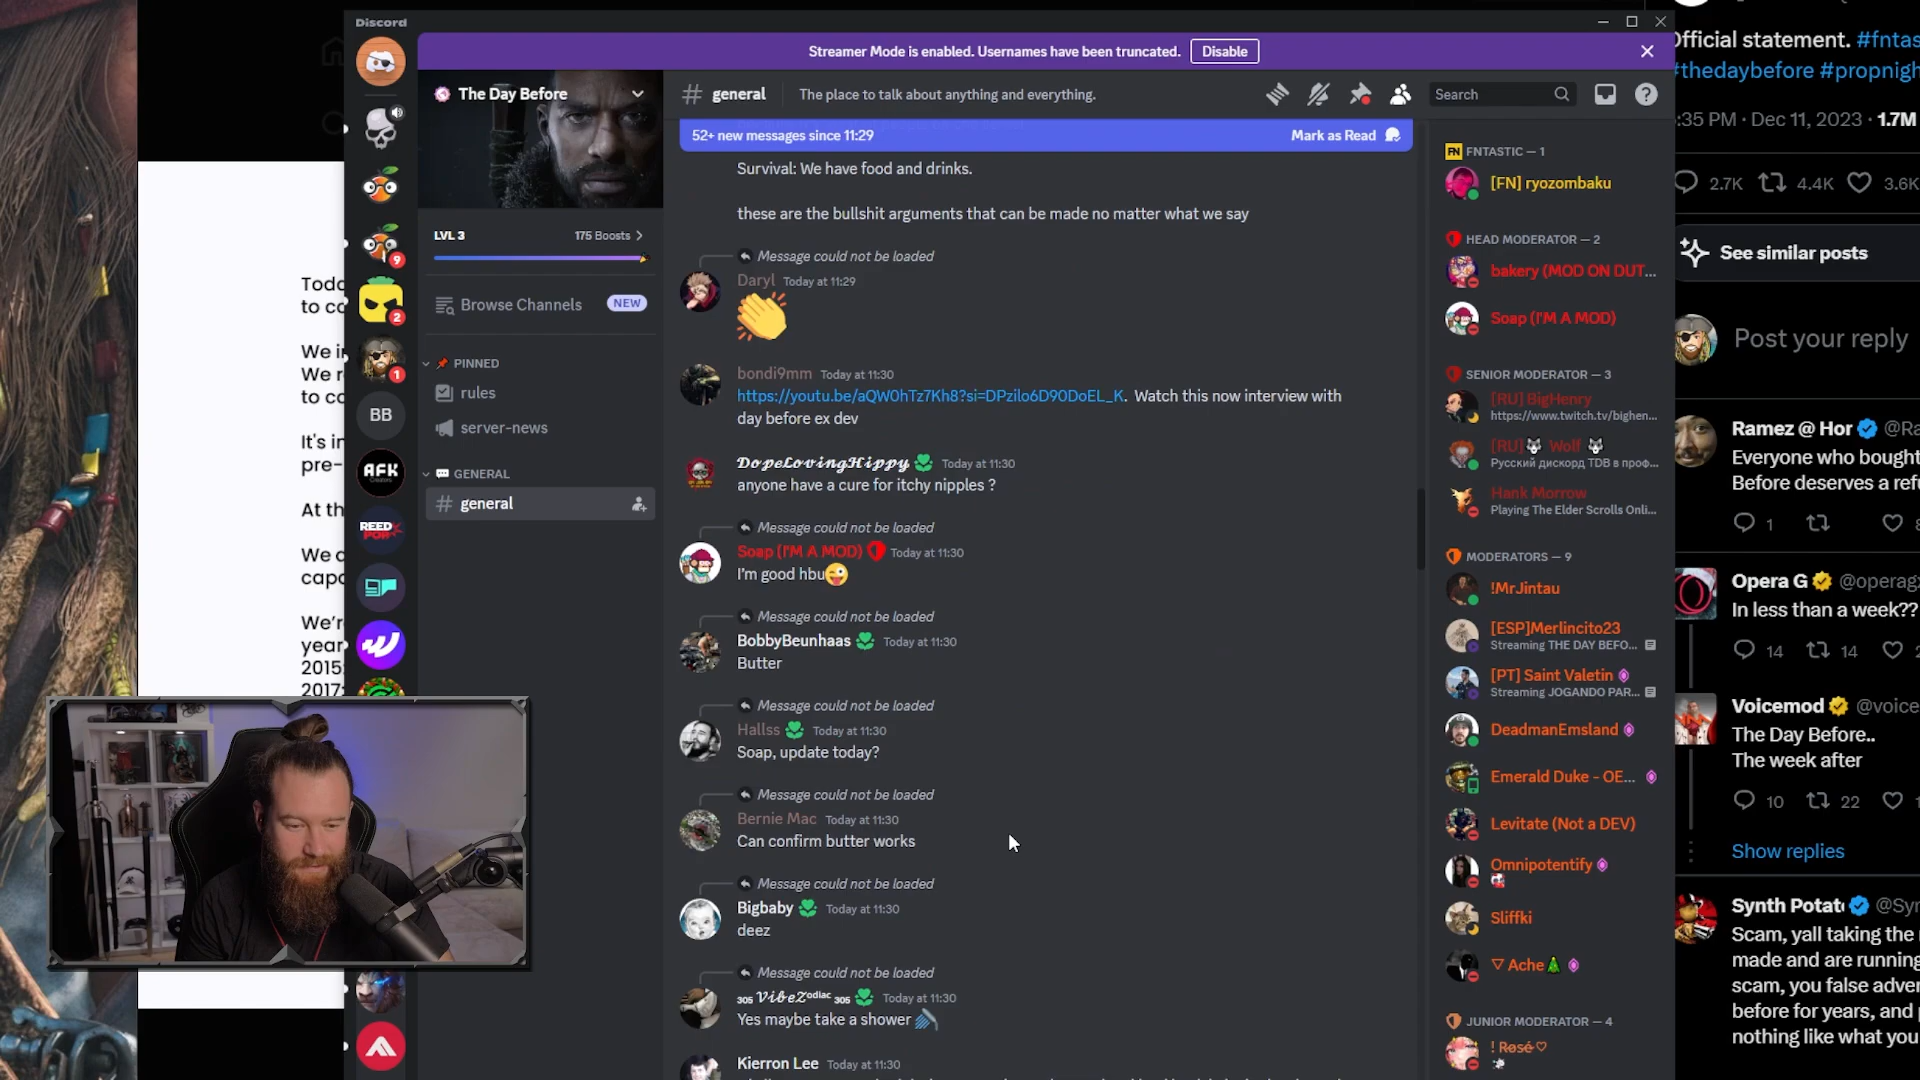 Discord
Streamer Mode is enabled. Usernames have been truncated.
Disable
The Day Before
LVL 3
175 Boosts
Browse Channels
NEW
PINNED
rules
server-news
GENERAL
# general
BB
AFK
REED
9
2
1
# general
The place to talk about anything and everything.
Search
52+ new messages since 11:29
Mark as Read
Survival: We have food and drinks.
these are the bullshit arguments that can be made no matter what we say
Message could not be loaded
Daryl Today at 11:29
bondi9mm Today at 11:30
https://youtu.be/aQW0hTz7Kh8?si=DPzilo6D90DoEL_K. Watch this now interview with
day before ex dev
𝓓𝓸𝓹𝓮𝓛𝓸𝓿𝓲𝓷𝓰𝓗𝓲𝓹𝓹𝔂 Today at 11:30
anyone have a cure for itchy nipples ?
Message could not be loaded
Soap (I'M A MOD) Today at 11:30
I'm good hbu😜
Message could not be loaded
BobbyBeunhaas Today at 11:30
Butter
Message could not be loaded
Hallss Today at 11:30
Soap, update today?
Message could not be loaded
Bernie Mac Today at 11:30
Can confirm butter works
Message could not be loaded
Bigbaby Today at 11:30
deez
Message could not be loaded
₃₀₅ 𝓥𝓲𝓫𝓮𝓩ᵒᵈⁱᵃᶜ ₃₀₅ Today at 11:30
Yes maybe take a shower 🚿
Kierron Lee Today at 11:30
FN FNTASTIC — 1
[FN] ryozombaku
HEAD MODERATOR — 2
bakery (MOD ON DUT...
Soap (I'M A MOD)
SENIOR MODERATOR — 3
[RU] BigHenry
https://www.twitch.tv/bighen...
[RU]🐺 Wolf 🐺
Русский дискорд TDB в проф...
Hank Morrow
Playing The Elder Scrolls Onli...
MODERATORS — 9
!MrJintau
[ESP]Merlincito23
Streaming THE DAY BEFO...
[PT] Saint Valetin
Streaming JOGANDO PAR...
DeadmanEmsland
Emerald Duke - OE...
Levitate (Not a DEV)
Omnipotentify
Sliffki
▽ Ache🎄
JUNIOR MODERATOR — 4
! Rosé♡
Official statement. #fntas
#thedaybefore #propnigh
:35 PM · Dec 11, 2023 · 1.7M
2.7K 4.4K 3.6K
See similar posts
Post your reply
Ramez @ Hor @Ra
Everyone who bought
Before deserves a refu
1
Opera G @operagx
In less than a week??
14 14 2
Voicemod @voice
The Day Before..
The week after
10 22
Show replies
Synth Potato @Syn
Scam, yall taking the
made and are running
scam, you false adver
before for years, and
nothing like what you
Toda
to co
We i
We r
to co
It's i
pre-
At th
We d
capa
We're
year
2015:
2017: